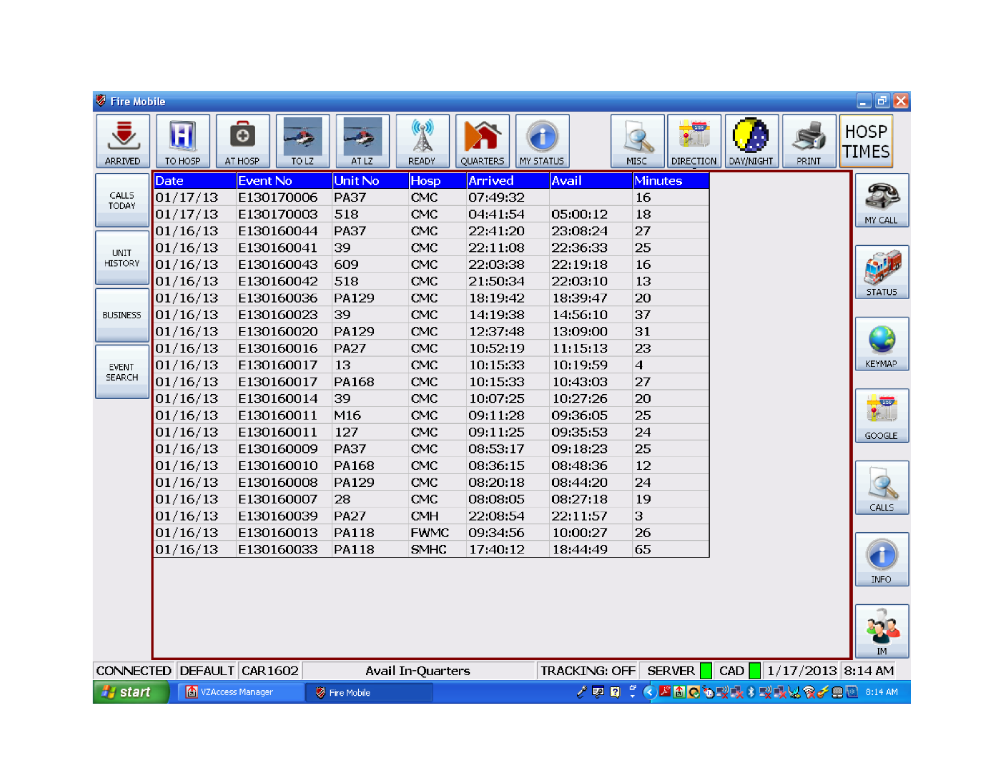 Fire Mobile
ARRIVED TO HOSP AT HOSP TO LZ AT LZ READY QUARTERS MY STATUS MISC DIRECTION DAY/NIGHT PRINT HOSP TIMES
CALLS TODAY
UNIT HISTORY
BUSINESS
EVENT SEARCH
Date Event No Unit No Hosp Arrived Avail Minutes
01/17/13 E130170006 PA37 CMC 07:49:32 16
01/17/13 E130170003 518 CMC 04:41:54 05:00:12 18
01/16/13 E130160044 PA37 CMC 22:41:20 23:08:24 27
01/16/13 E130160041 39 CMC 22:11:08 22:36:33 25
01/16/13 E130160043 609 CMC 22:03:38 22:19:18 16
01/16/13 E130160042 518 CMC 21:50:34 22:03:10 13
01/16/13 E130160036 PA129 CMC 18:19:42 18:39:47 20
01/16/13 E130160023 39 CMC 14:19:38 14:56:10 37
01/16/13 E130160020 PA129 CMC 12:37:48 13:09:00 31
01/16/13 E130160016 PA27 CMC 10:52:19 11:15:13 23
01/16/13 E130160017 13 CMC 10:15:33 10:19:59 4
01/16/13 E130160017 PA168 CMC 10:15:33 10:43:03 27
01/16/13 E130160014 39 CMC 10:07:25 10:27:26 20
01/16/13 E130160011 M16 CMC 09:11:28 09:36:05 25
01/16/13 E130160011 127 CMC 09:11:25 09:35:53 24
01/16/13 E130160009 PA37 CMC 08:53:17 09:18:23 25
01/16/13 E130160010 PA168 CMC 08:36:15 08:48:36 12
01/16/13 E130160008 PA129 CMC 08:20:18 08:44:20 24
01/16/13 E130160007 28 CMC 08:08:05 08:27:18 19
01/16/13 E130160039 PA27 CMH 22:08:54 22:11:57 3
01/16/13 E130160013 PA118 FWMC 09:34:56 10:00:27 26
01/16/13 E130160033 PA118 SMHC 17:40:12 18:44:49 65
MY CALL
STATUS
KEYMAP
GOOGLE
CALLS
INFO
IM
CONNECTED DEFAULT CAR1602 Avail In-Quarters TRACKING: OFF SERVER CAD 1/17/2013 8:14 AM
start VZAccess Manager Fire Mobile 8:14 AM